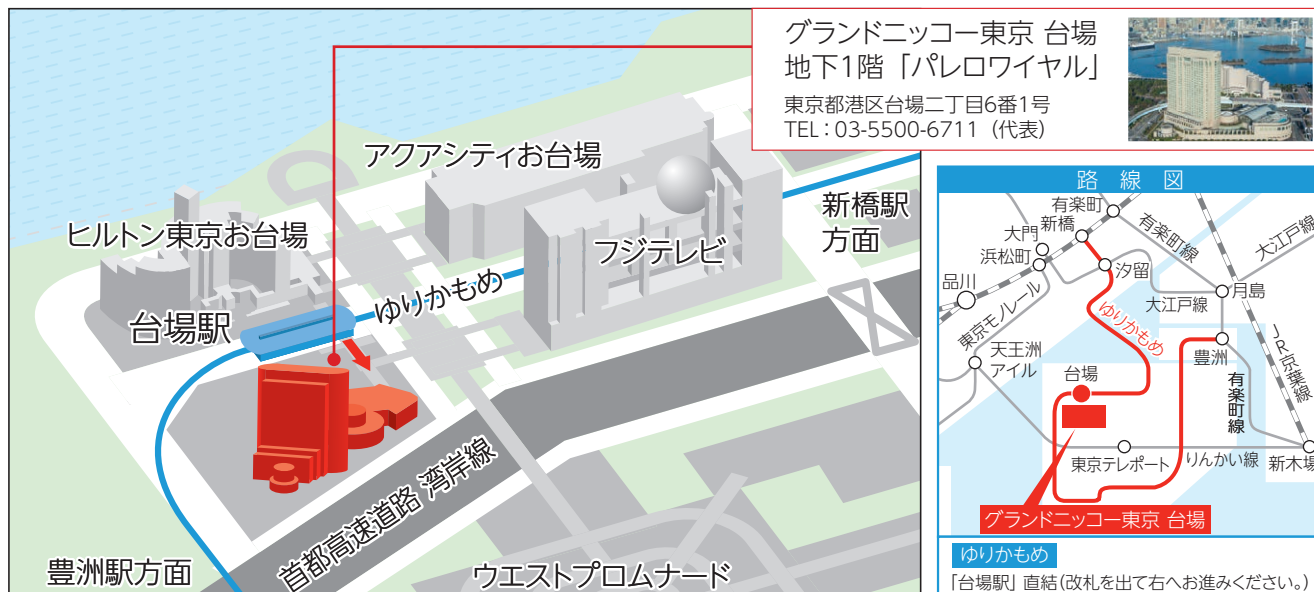 グランドニッコー東京 台場
地下1階「パレロワイヤル」
東京都港区台場二丁目6番1号
TEL:03-5500-6711(代表)
アクアシティお台場
ヒルトン東京お台場
フジテレビ
新橋駅
方面
ゆりかもめ
台場駅
首都高速道路 湾岸線
豊洲駅方面
ウエストプロムナード
路線図
有楽町
新橋
大門
浜松町
品川
汐留
有楽町線
大江戸線
月島
大江戸線
東京モノレール
ゆりかもめ
天王洲
アイル
台場
豊洲
有楽町線
JR京葉線
東京テレポート
りんかい線
新木場
グランドニッコー東京 台場
ゆりかもめ
「台場駅」直結(改札を出て右へお進みください。)